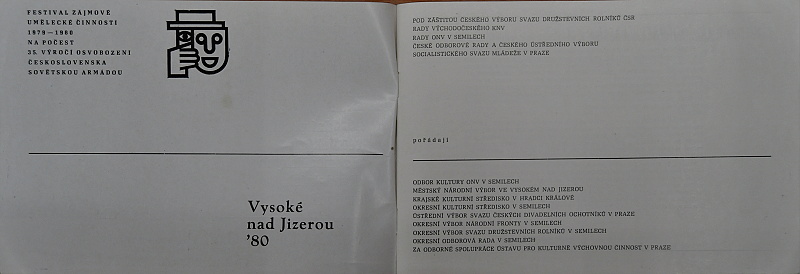 FESTIVAL ZÁJMOVÉ
UMĚLECKÉ ČINNOSTI
1979—1980
NA POČEST
35. VÝROČÍ OSVOBOZENÍ
ČESKOSLOVENSKA
SOVĚTSKOU ARMÁDOU
Vysoké
nad Jizerou
'80
POD ZÁŠTITOU ČESKÉHO VÝBORU SVAZU DRUŽSTEVNÍCH ROLNÍKŮ ČSR
RADY VÝCHODOČESKÉHO KNV
RADY ONV V SEMILECH
ČESKÉ ODBOROVÉ RADY A ČESKÉHO ÚSTŘEDNÍHO VÝBORU
SOCIALISTICKÉHO SVAZU MLÁDEŽE V PRAZE
pořádají
ODBOR KULTURY ONV V SEMILECH
MĚSTSKÝ NÁRODNÍ VÝBOR VE VYSOKÉM NAD JIZEROU
KRAJSKÉ KULTURNÍ STŘEDISKO V HRADCI KRÁLOVÉ
OKRESNÍ KULTURNÍ STŘEDISKO V SEMILECH
ÚSTŘEDNÍ VÝBOR SVAZU ČESKÝCH DIVADELNÍCH OCHOTNÍKŮ V PRAZE
OKRESNÍ VÝBOR NÁRODNÍ FRONTY V SEMILECH
OKRESNÍ VÝBOR SVAZU DRUŽSTEVNÍCH ROLNÍKŮ V SEMILECH
OKRESNÍ ODBOROVÁ RADA V SEMILECH
ZA ODBORNÉ SPOLUPRÁCE ÚSTAVU PRO KULTURNĚ VÝCHOVNOU ČINNOST V PRAZE